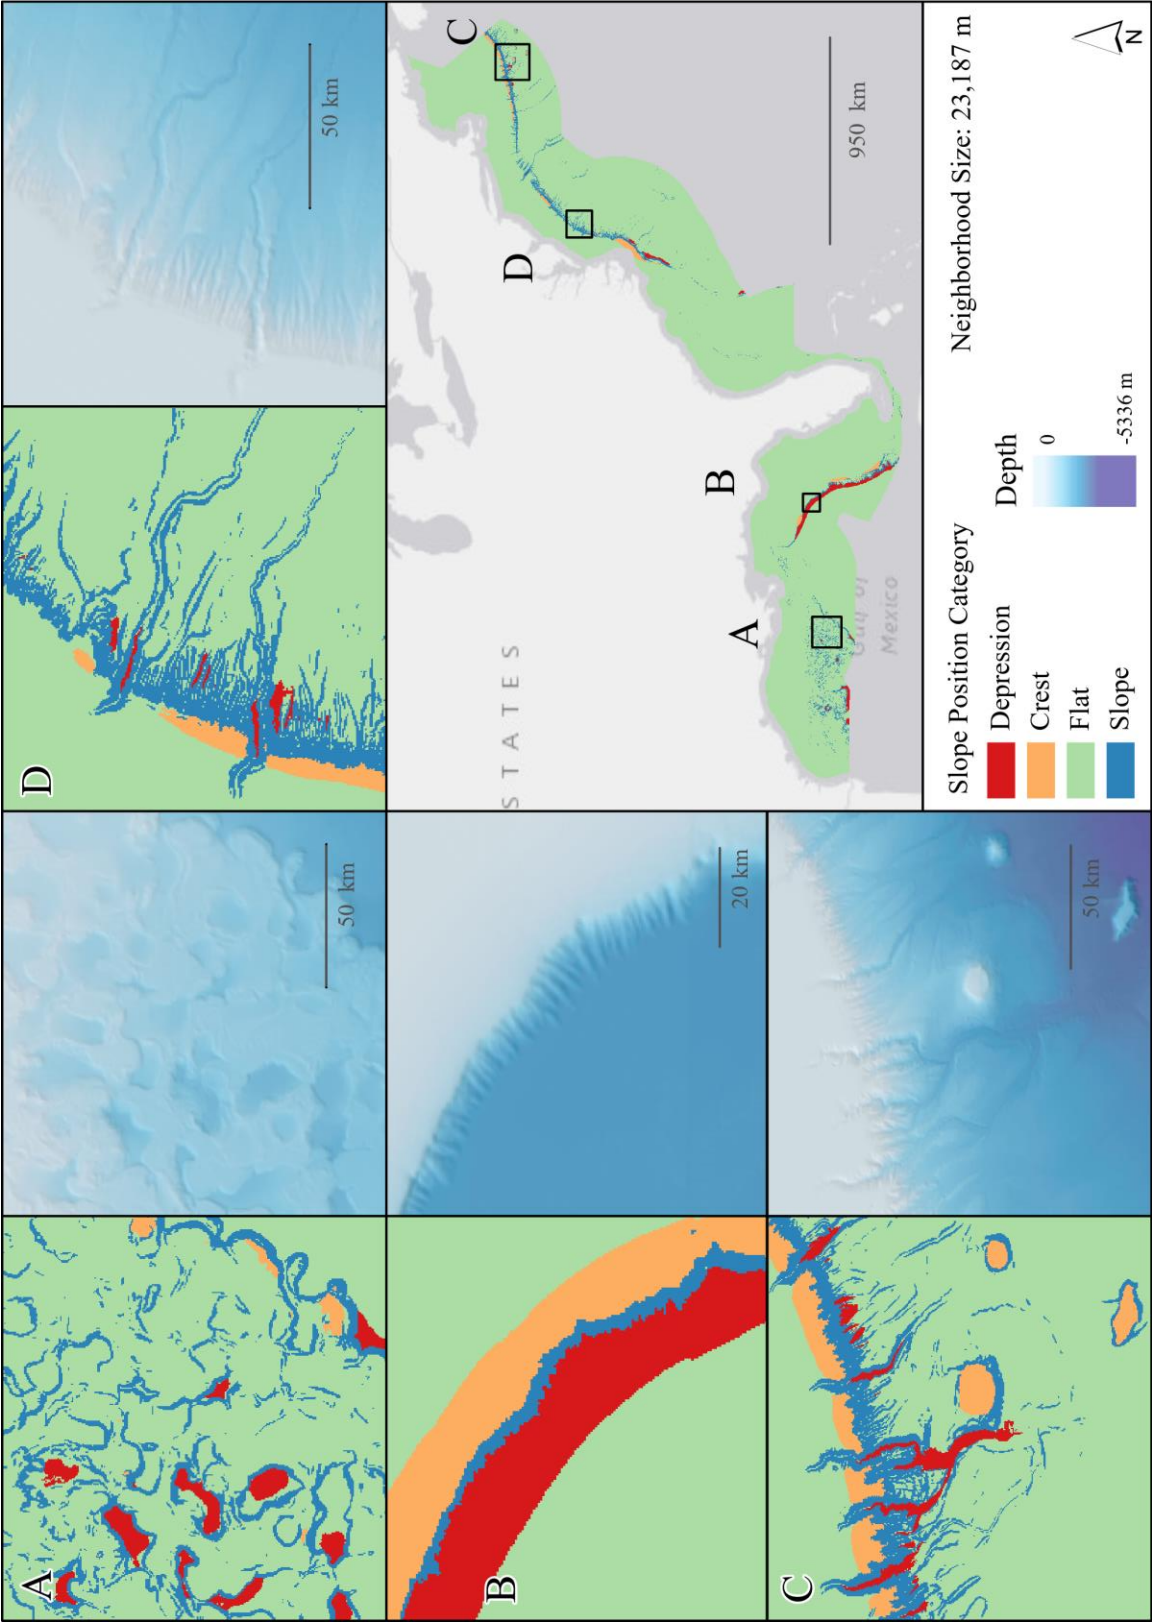 A
50 km
D
50 km
B
20 km
C
50 km
STATES
Gulf of
Mexico
A
B
C
D
950 km
Slope Position Category
Depression
Crest
Flat
Slope
Depth
0
-5336 m
Neighborhood Size: 23,187 m
N